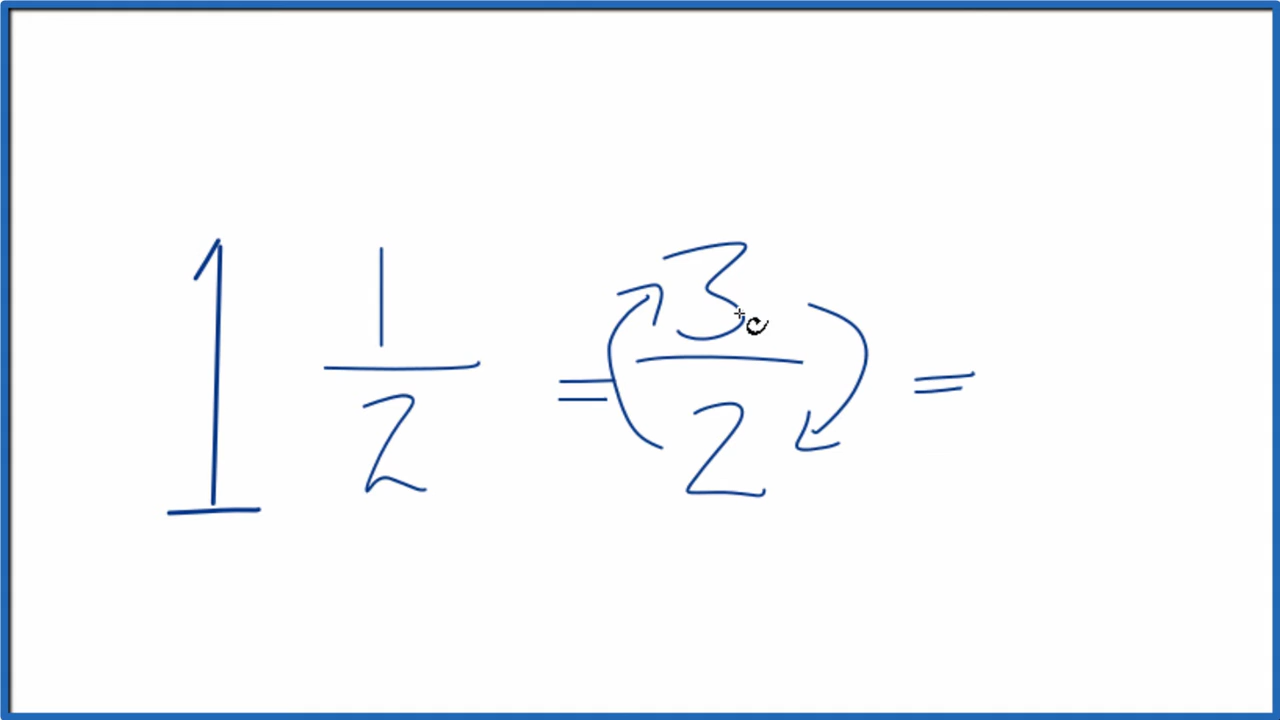 1 1/2 = 3/2 =